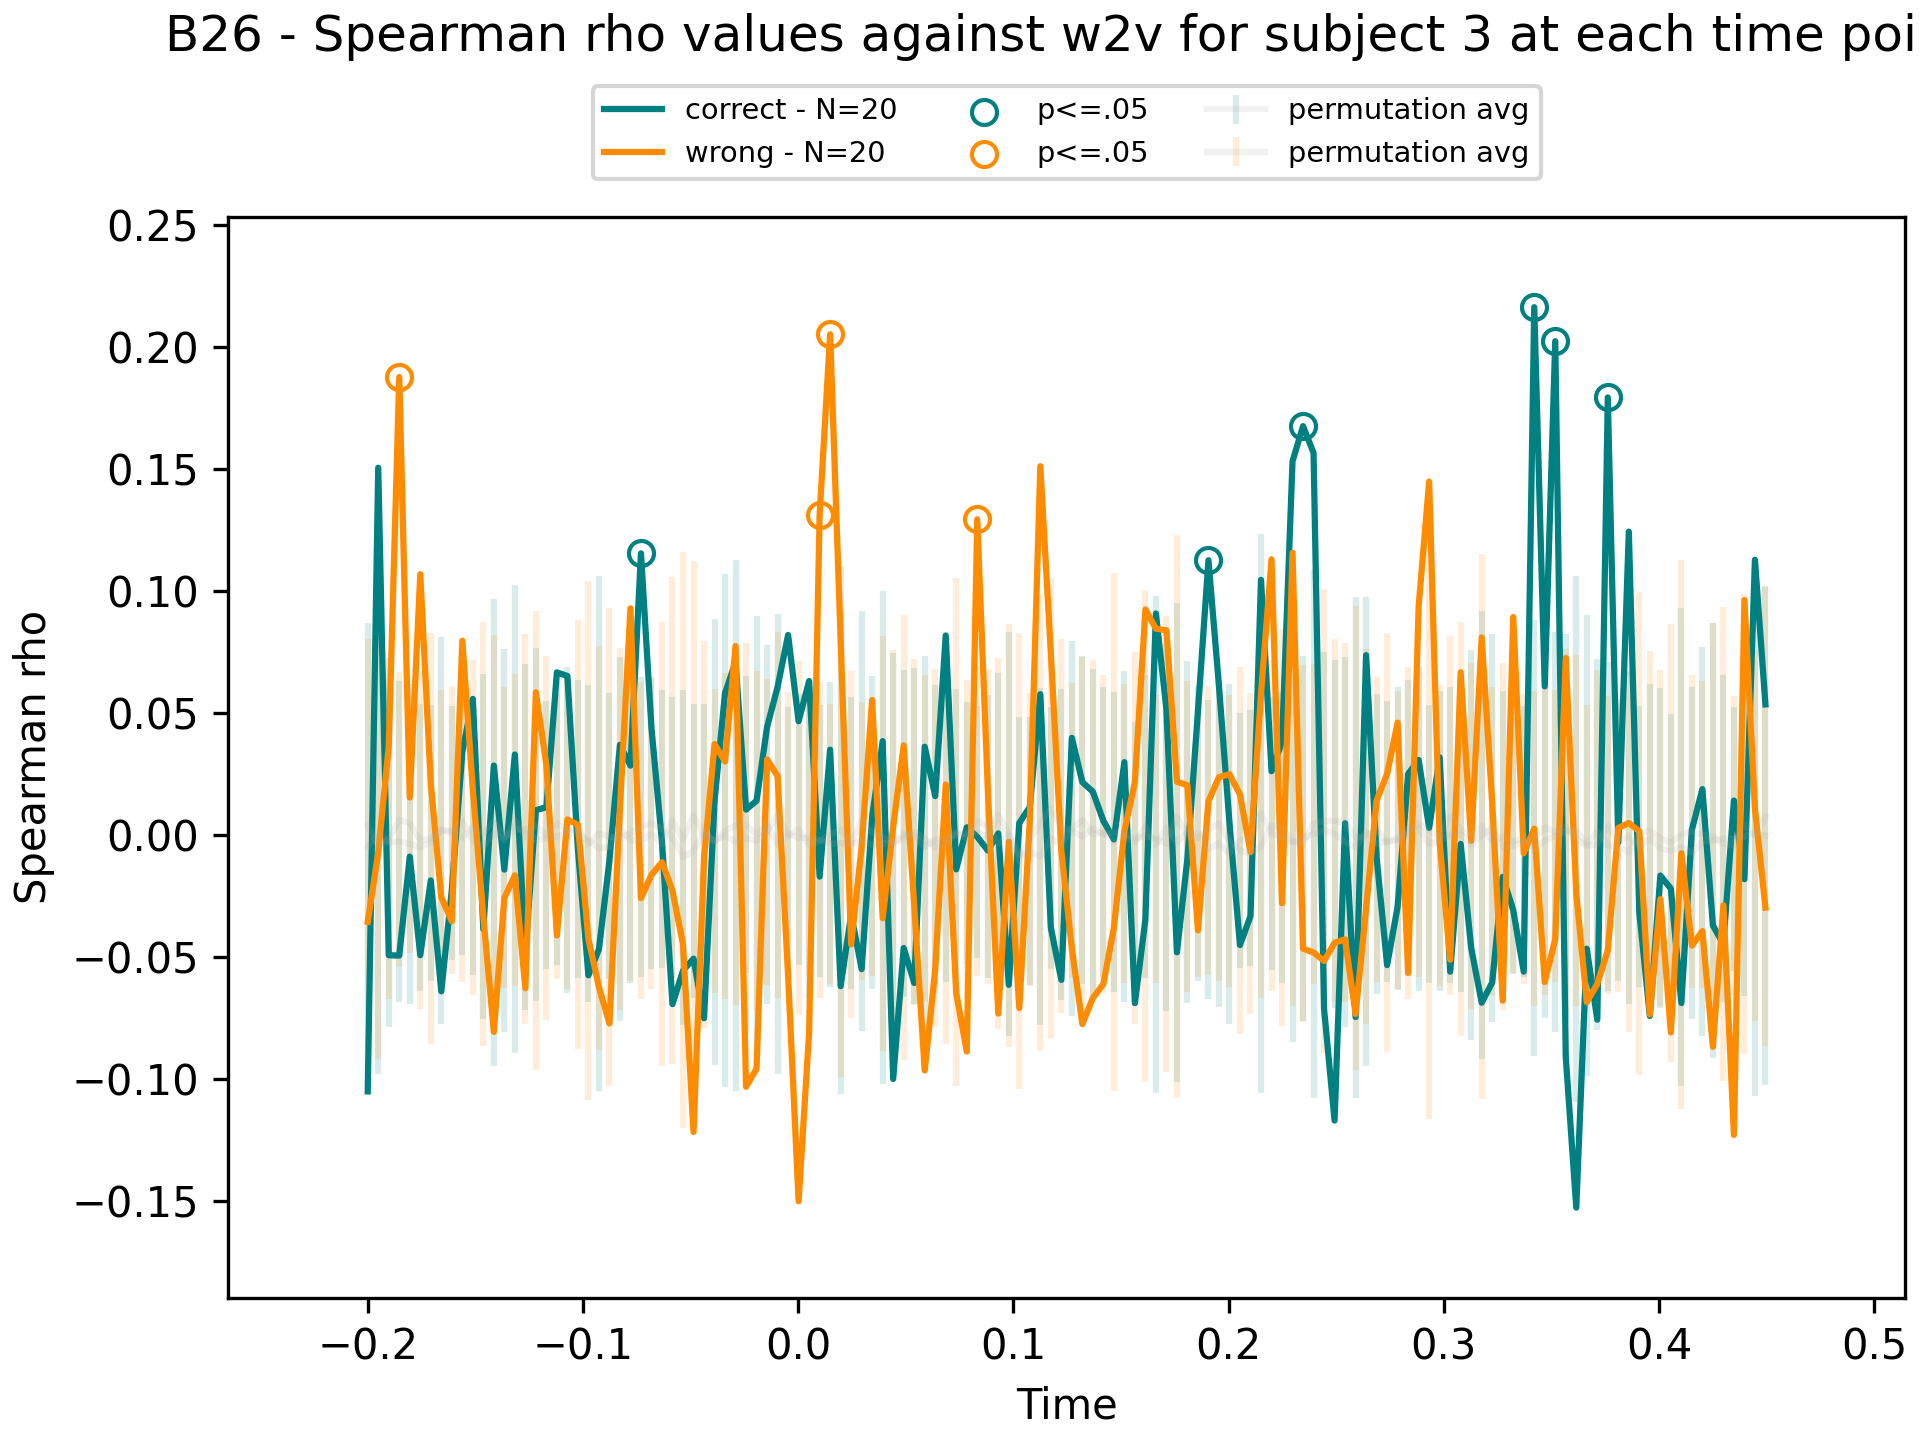 B26 - Spearman rho values against w2v for subject 3 at each time poi
correct - N=20
wrong - N=20
p<=.05
p<=.05
permutation avg
permutation avg
0.25
0.20
0.15
0.10
0.05
0.00
−0.05
−0.10
−0.15
Spearman rho
−0.2
−0.1
0.0
0.1
0.2
0.3
0.4
0.5
Time